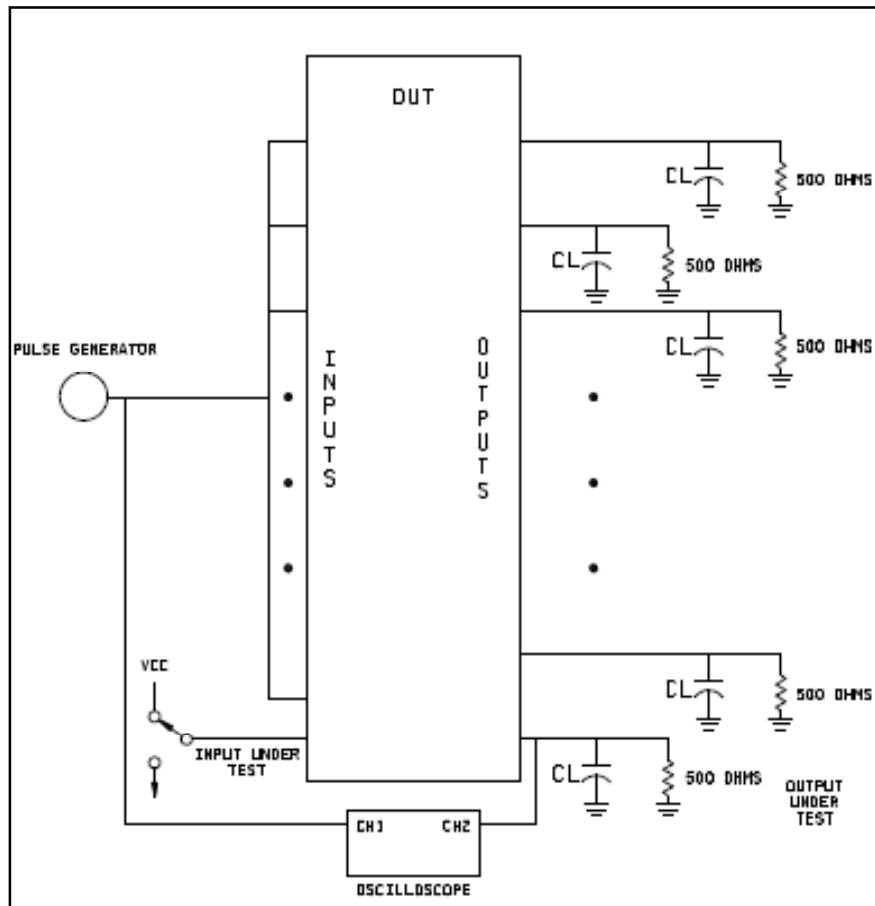 DUT
CL
500 OHMS
CL
500 OHMS
CL
500 OHMS
PULSE GENERATOR
INPUTS
OUTPUTS
VCC
INPUT UNDER
TEST
CL
500 OHMS
CL
500 OHMS
OUTPUT
UNDER
TEST
CH1 CH2
OSCILLOSCOPE